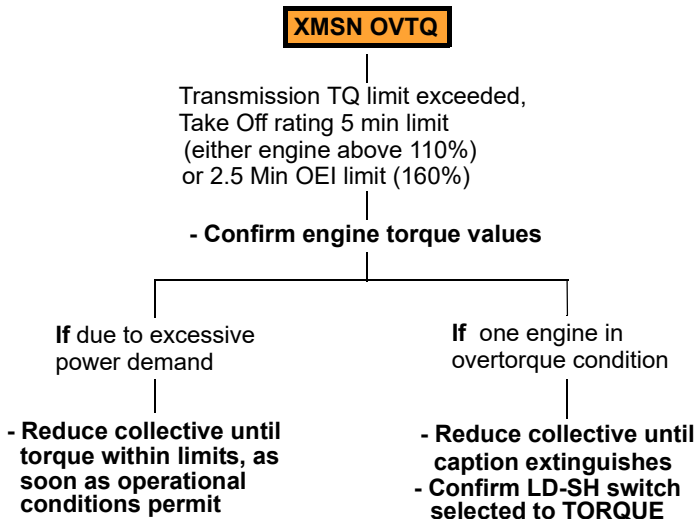 XMSN OVTQ
Transmission TQ limit exceeded,
Take Off rating 5 min limit
(either engine above 110%)
or 2.5 Min OEI limit (160%)
- Confirm engine torque values
If due to excessive
power demand
- Reduce collective until
torque within limits, as
soon as operational
conditions permit
If one engine in
overtorque condition
- Reduce collective until
caption extinguishes
- Confirm LD-SH switch
selected to TORQUE